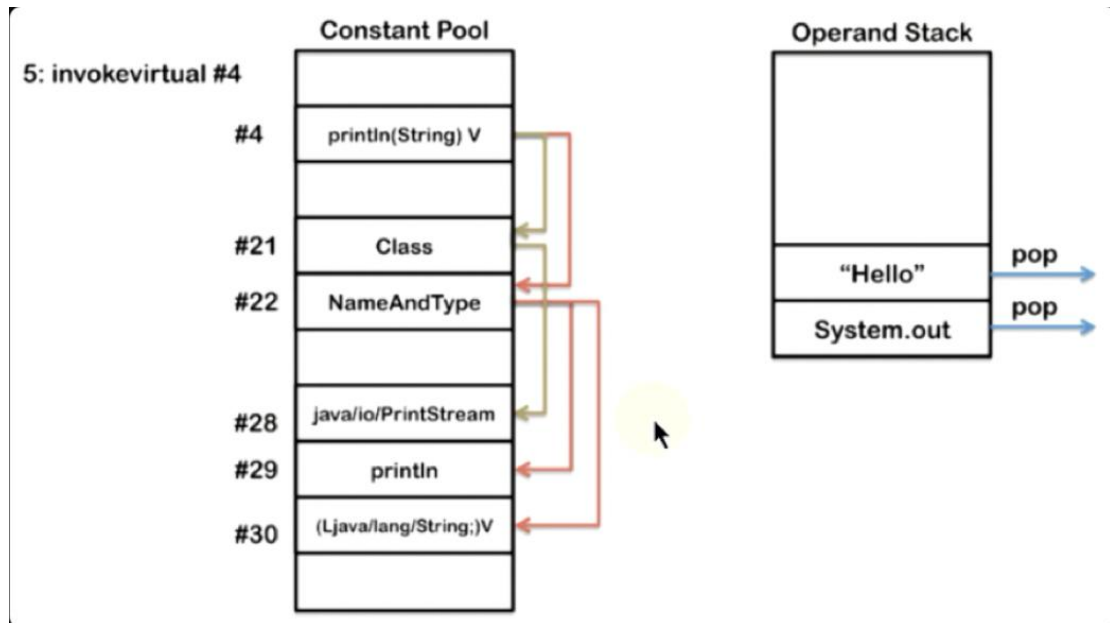 Constant Pool
Operand Stack
5: invokevirtual #4
#4
println(String) V
#21
Class
#22
NameAndType
#28
java/io/PrintStream
#29
println
#30
(Ljava/lang/String;)V
“Hello”
pop
System.out
pop